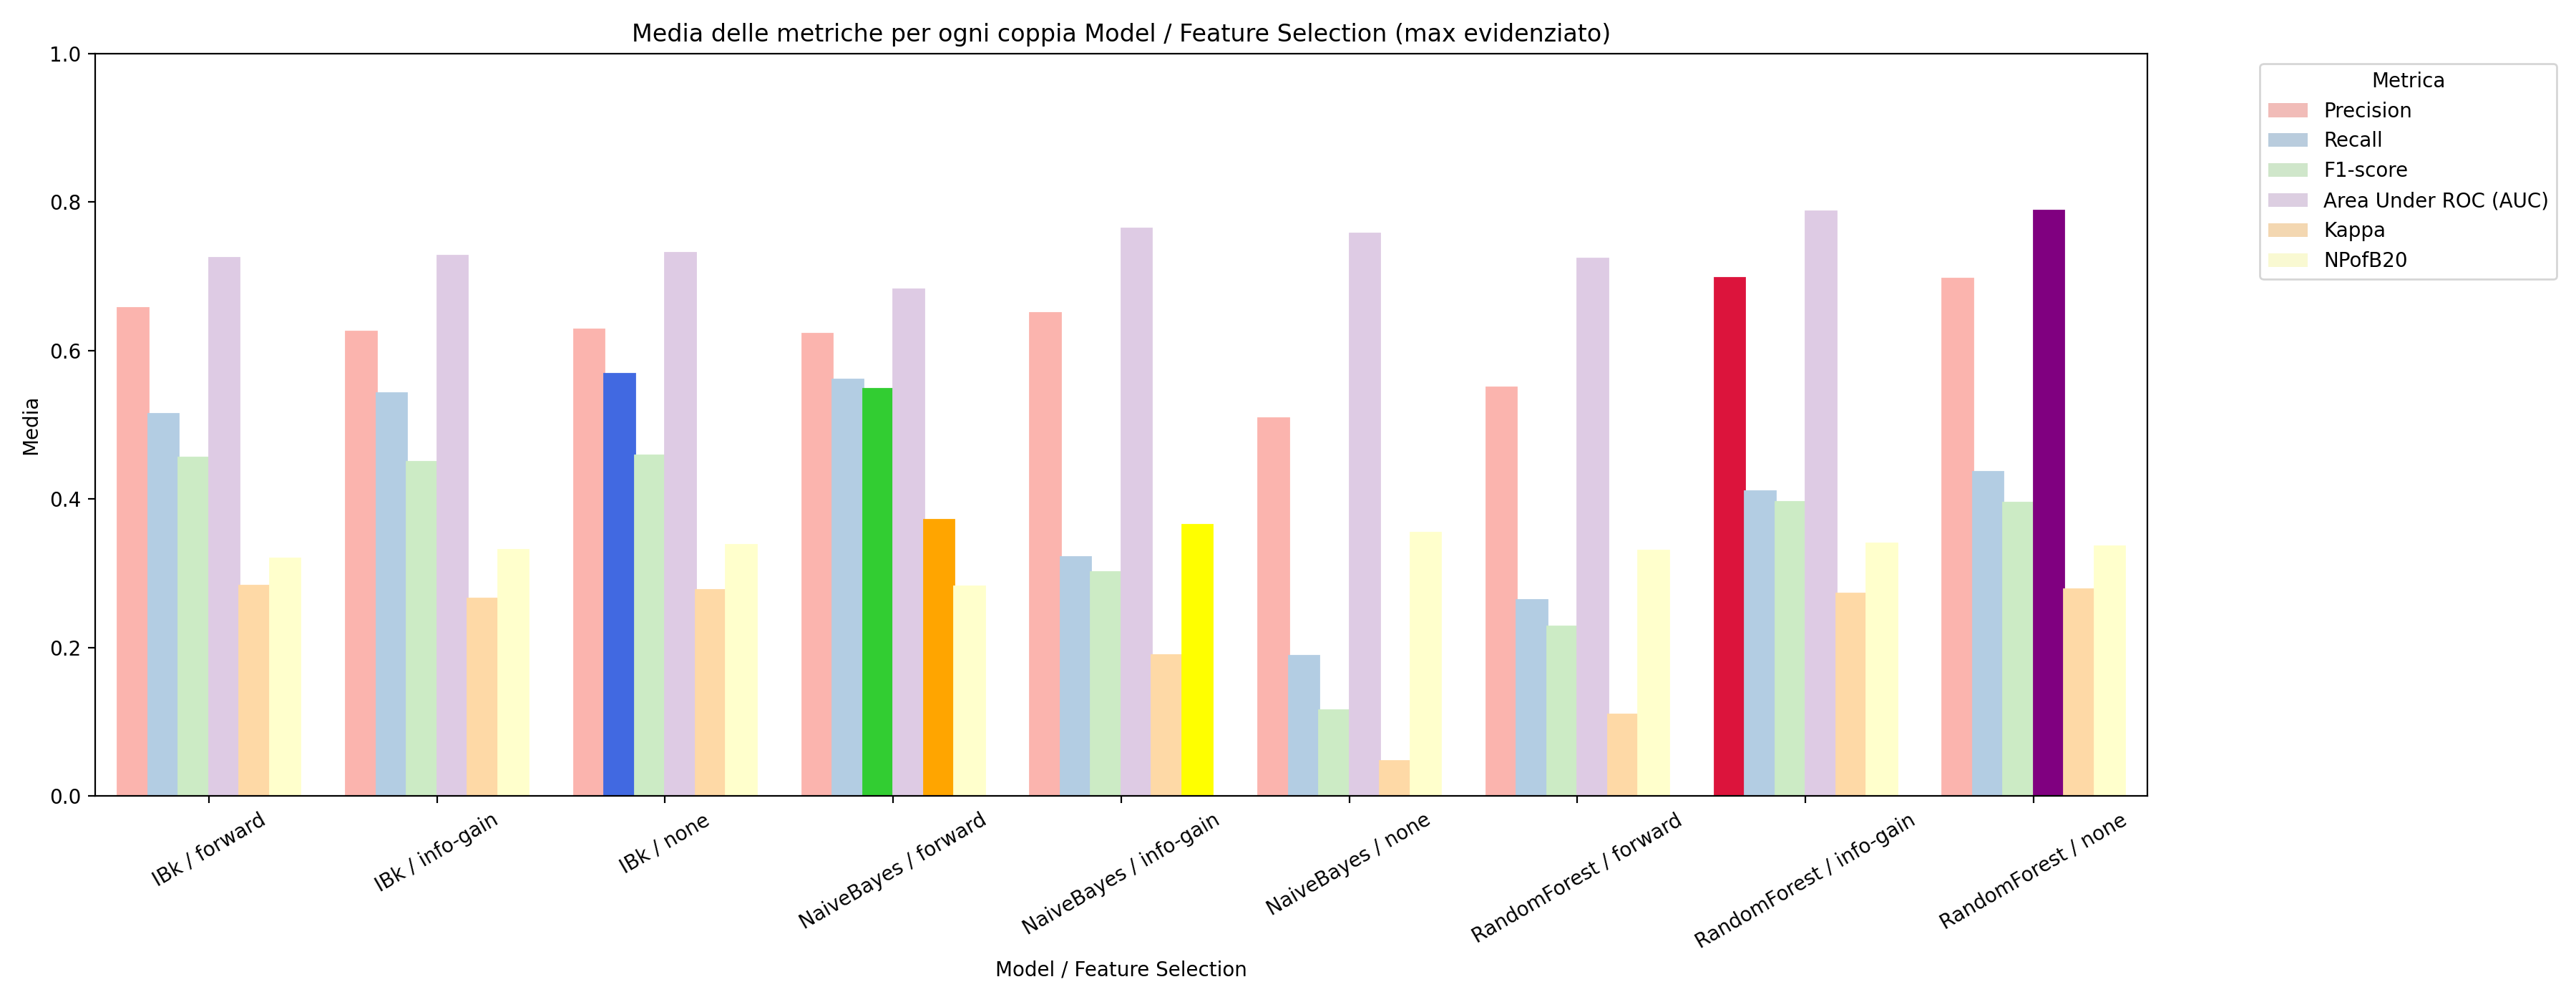 Media delle metriche per ogni coppia Model / Feature Selection (max evidenziato)
1.0
0.8
0.6
0.4
0.2
0.0
Media
IBk / forward
IBk / info-gain
IBk / none
NaiveBayes / forward
NaiveBayes / info-gain
NaiveBayes / none
RandomForest / forward
RandomForest / info-gain
RandomForest / none
Model / Feature Selection
Metrica
Precision
Recall
F1-score
Area Under ROC (AUC)
Kappa
NPofB20